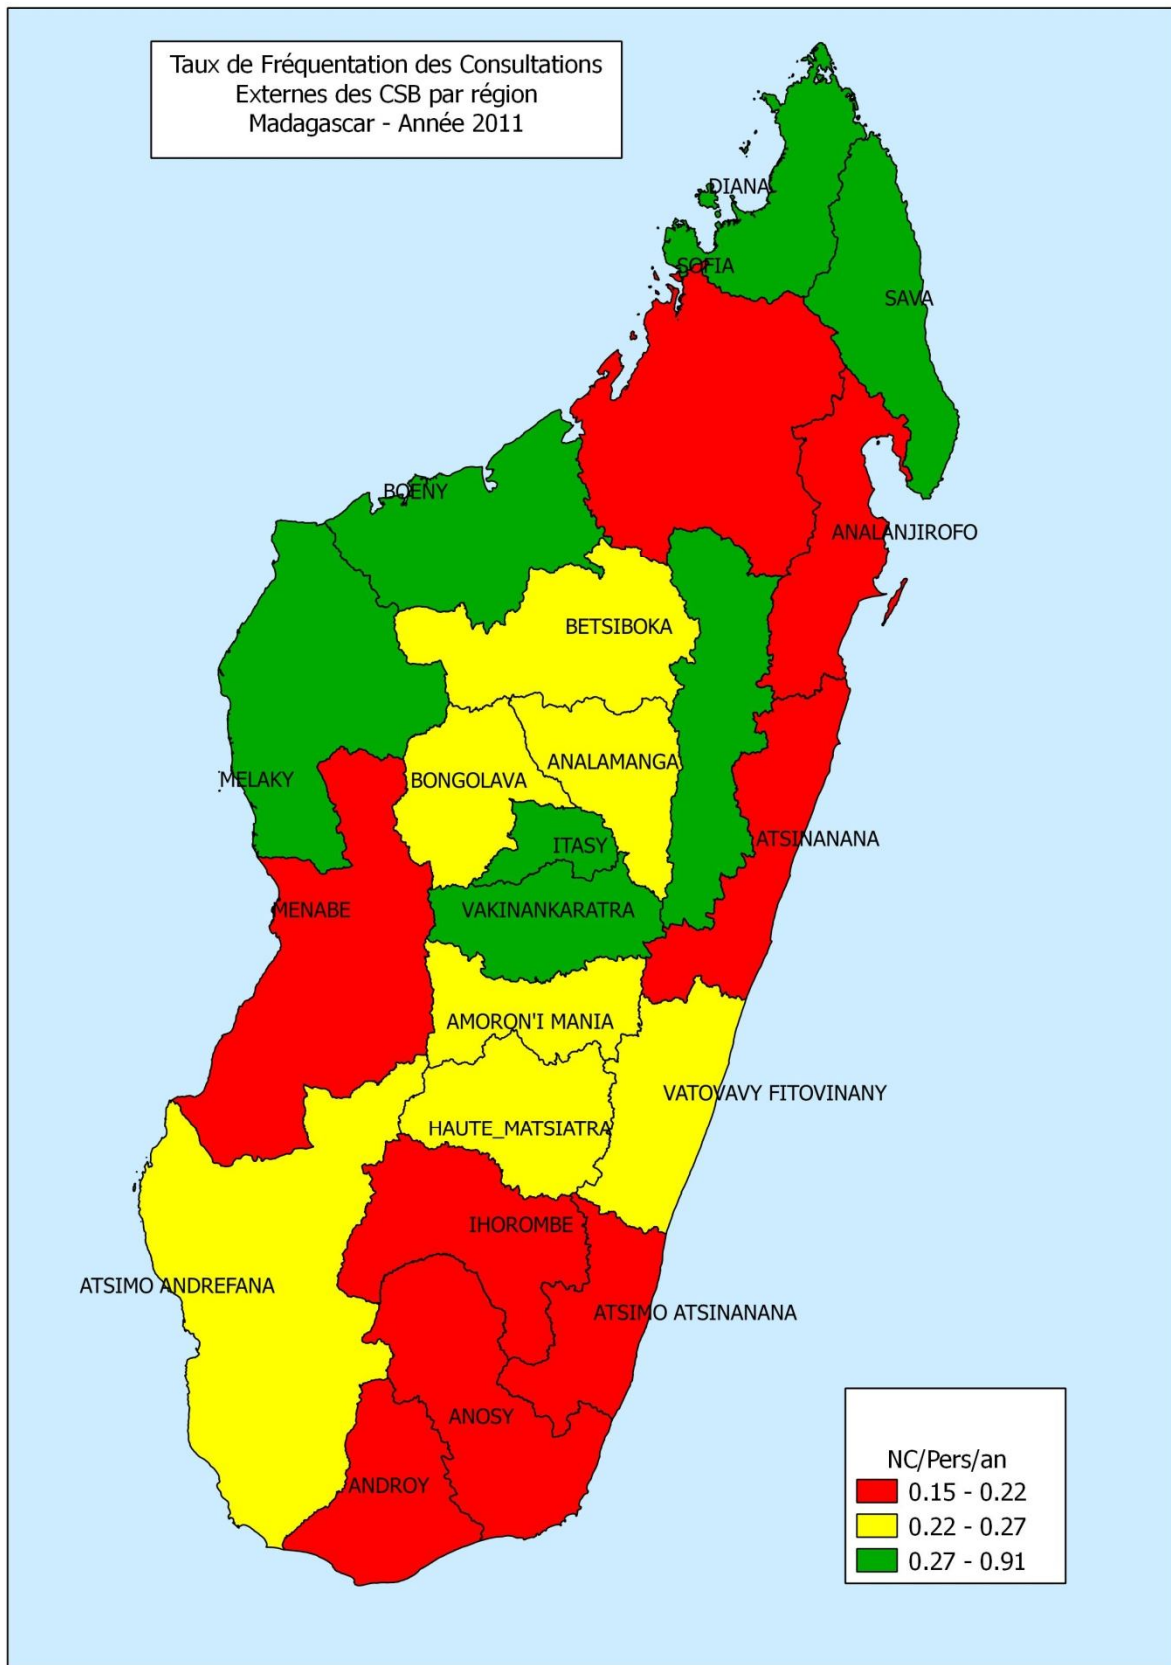 Taux de Fréquentation des Consultations
Externes des CSB par région
Madagascar - Année 2011
DIANA
SOFIA
SAVA
BOENY
ANALANJIROFO
BETSIBOKA
ANALAMANGA
BONGOLAVA
MELAKY
ITASY
ATSINANANA
MENABE
VAKINANKARATRA
AMORON'I MANIA
VATOVAVY FITOVINANY
HAUTE_MATSIATRA
IHOROMBE
ATSIMO ANDREFANA
ATSIMO ATSINANANA
ANOSY
ANDROY
NC/Pers/an
0.15 - 0.22
0.22 - 0.27
0.27 - 0.91